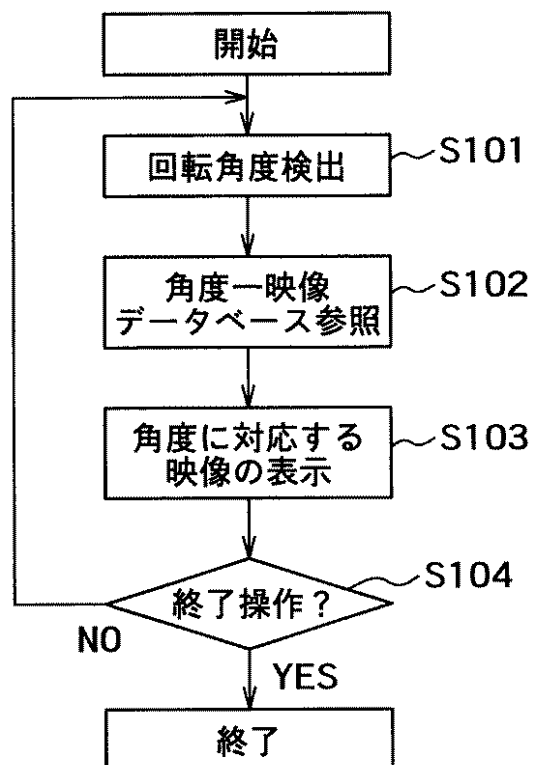 開始
回転角度検出
S101
角度ー映像
データベース参照
S102
角度に対応する
映像の表示
S103
終了操作？
S104
NO
YES
終了